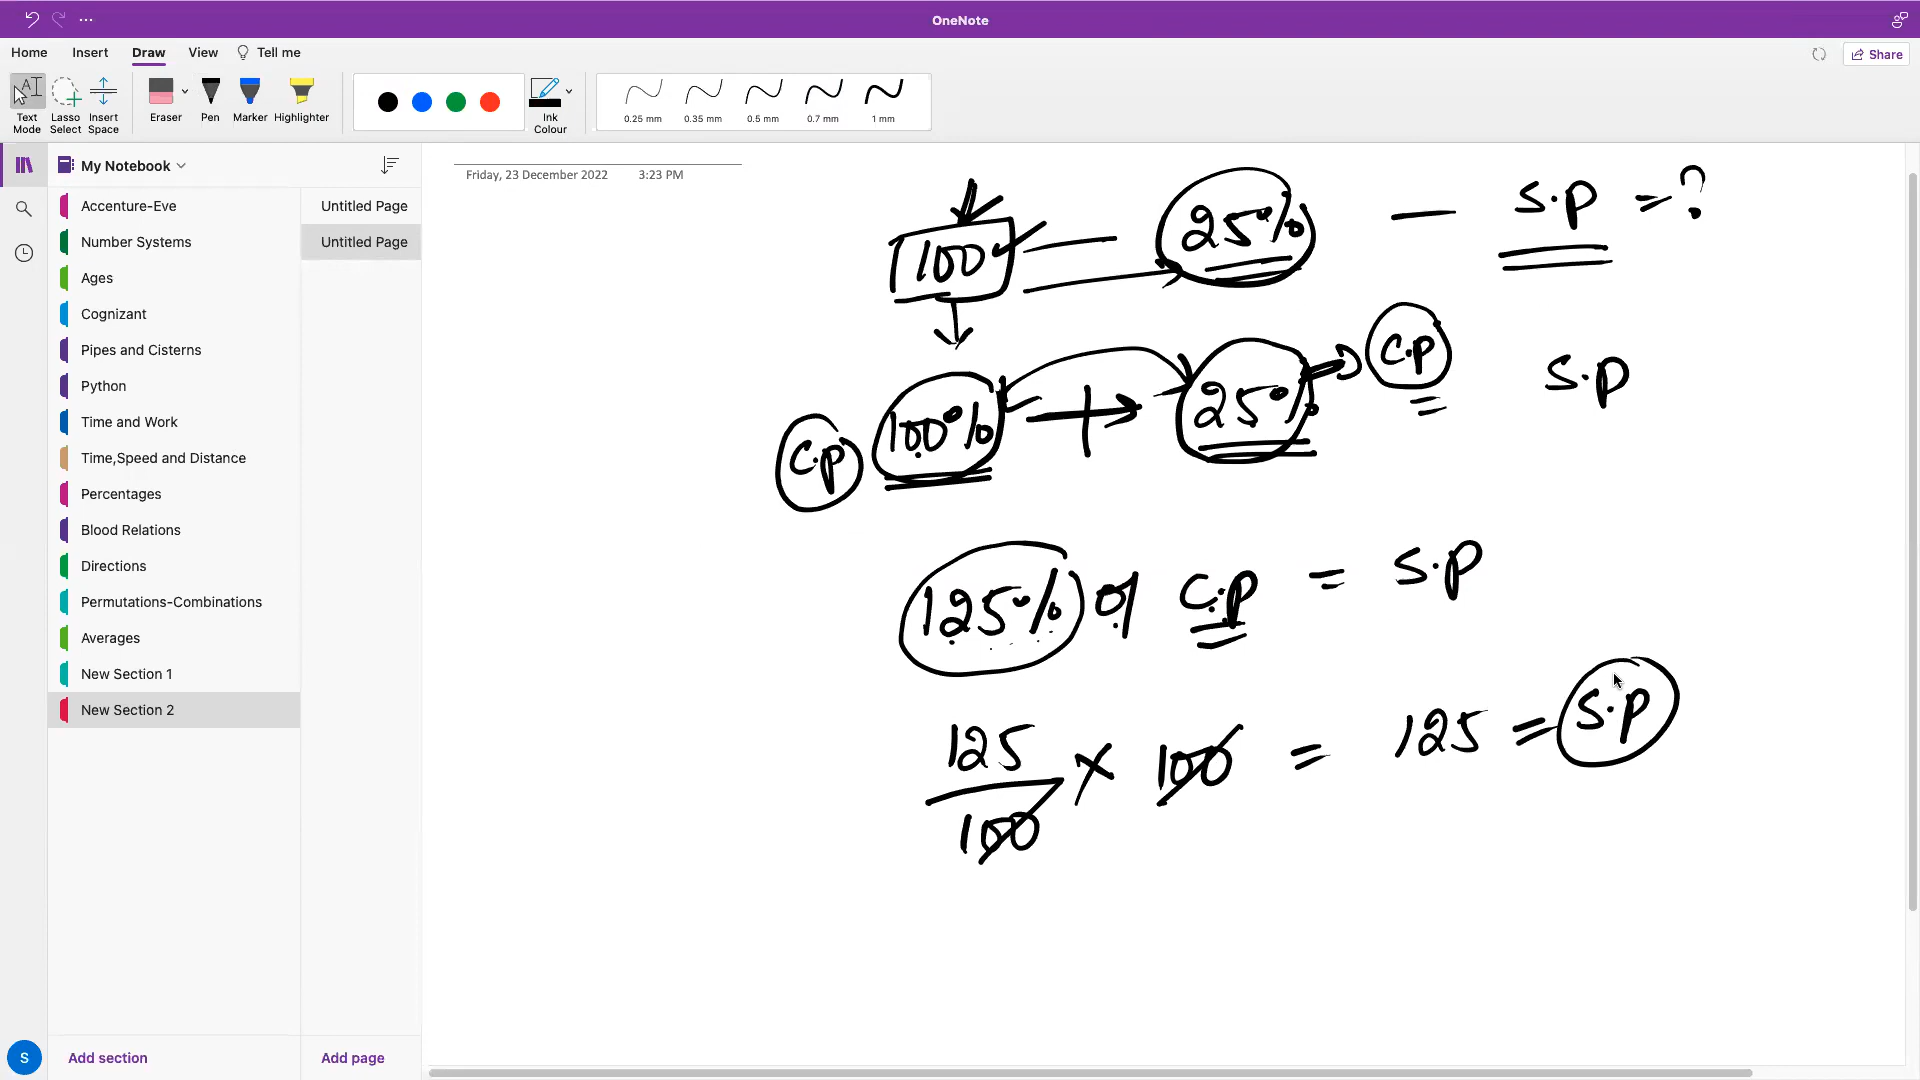 OneNote
Home Insert Draw View Tell me
Share
Text Mode
Lasso Select
Insert Space
Eraser
Pen
Marker
Highlighter
Ink Colour
0.25 mm
0.35 mm
0.5 mm
0.7 mm
1 mm
My Notebook
Accenture-Eve
Number Systems
Ages
Cognizant
Pipes and Cisterns
Python
Time and Work
Time,Speed and Distance
Percentages
Blood Relations
Directions
Permutations-Combinations
Averages
New Section 1
New Section 2
Add section
Untitled Page
Untitled Page
Add page
S
Friday, 23 December 2022 3:23 PM
100 — 25% — S.P = ?
C.P 100% + 25% C.P S.P
125% of C.P = S.P
125/100 × 100 = 125 = S.P